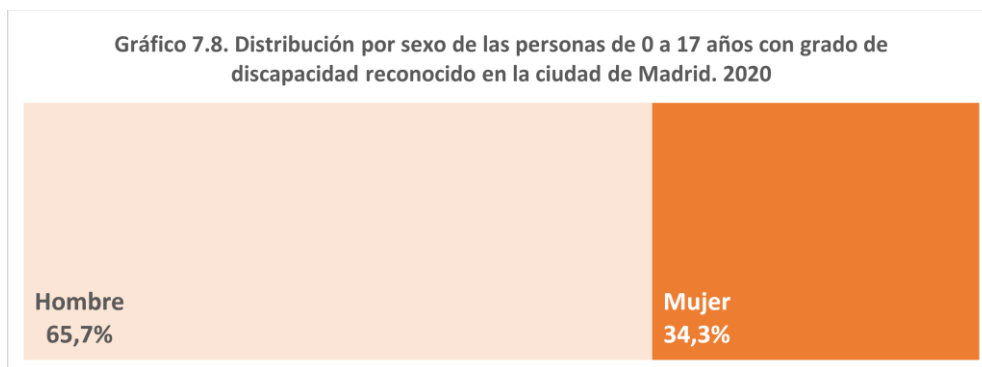 Gráfico 7.8. Distribución por sexo de las personas de 0 a 17 años con grado de
discapacidad reconocido en la ciudad de Madrid. 2020
Hombre
65,7%
Mujer
34,3%